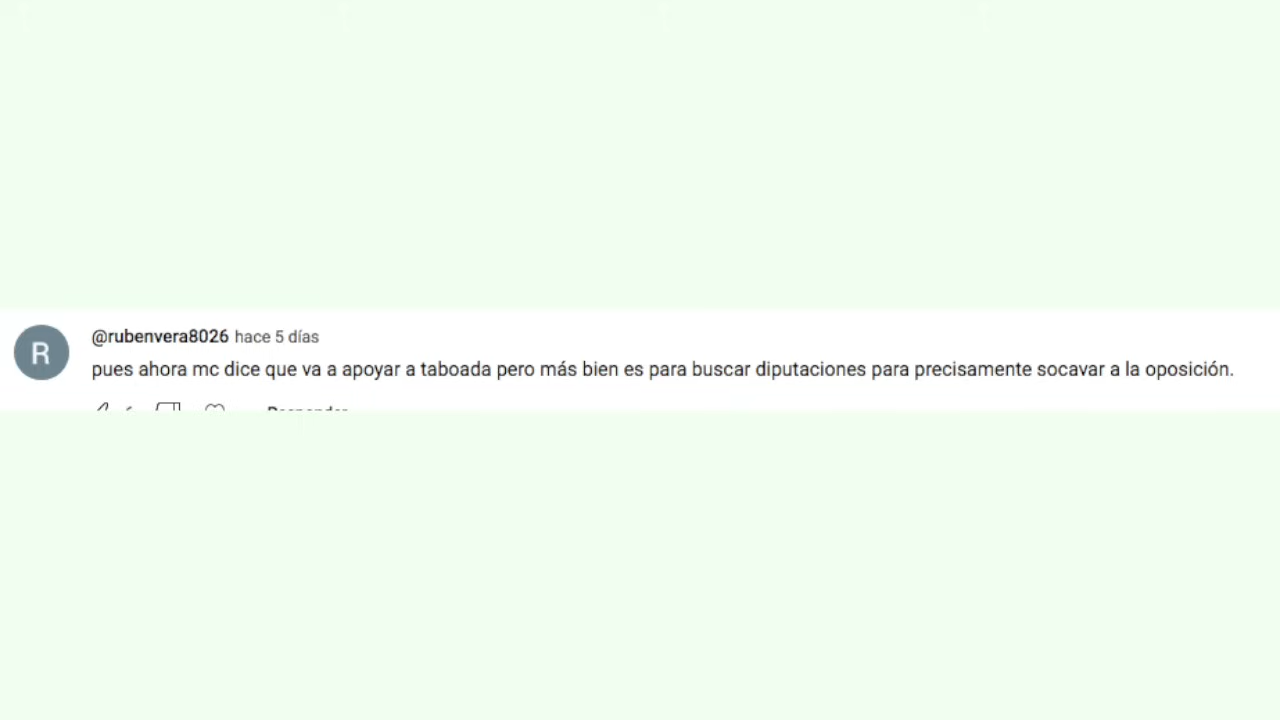 R
@rubenvera8026 hace 5 días
pues ahora mc dice que va a apoyar a taboada pero más bien es para buscar diputaciones para precisamente socavar a la oposición.
Responder